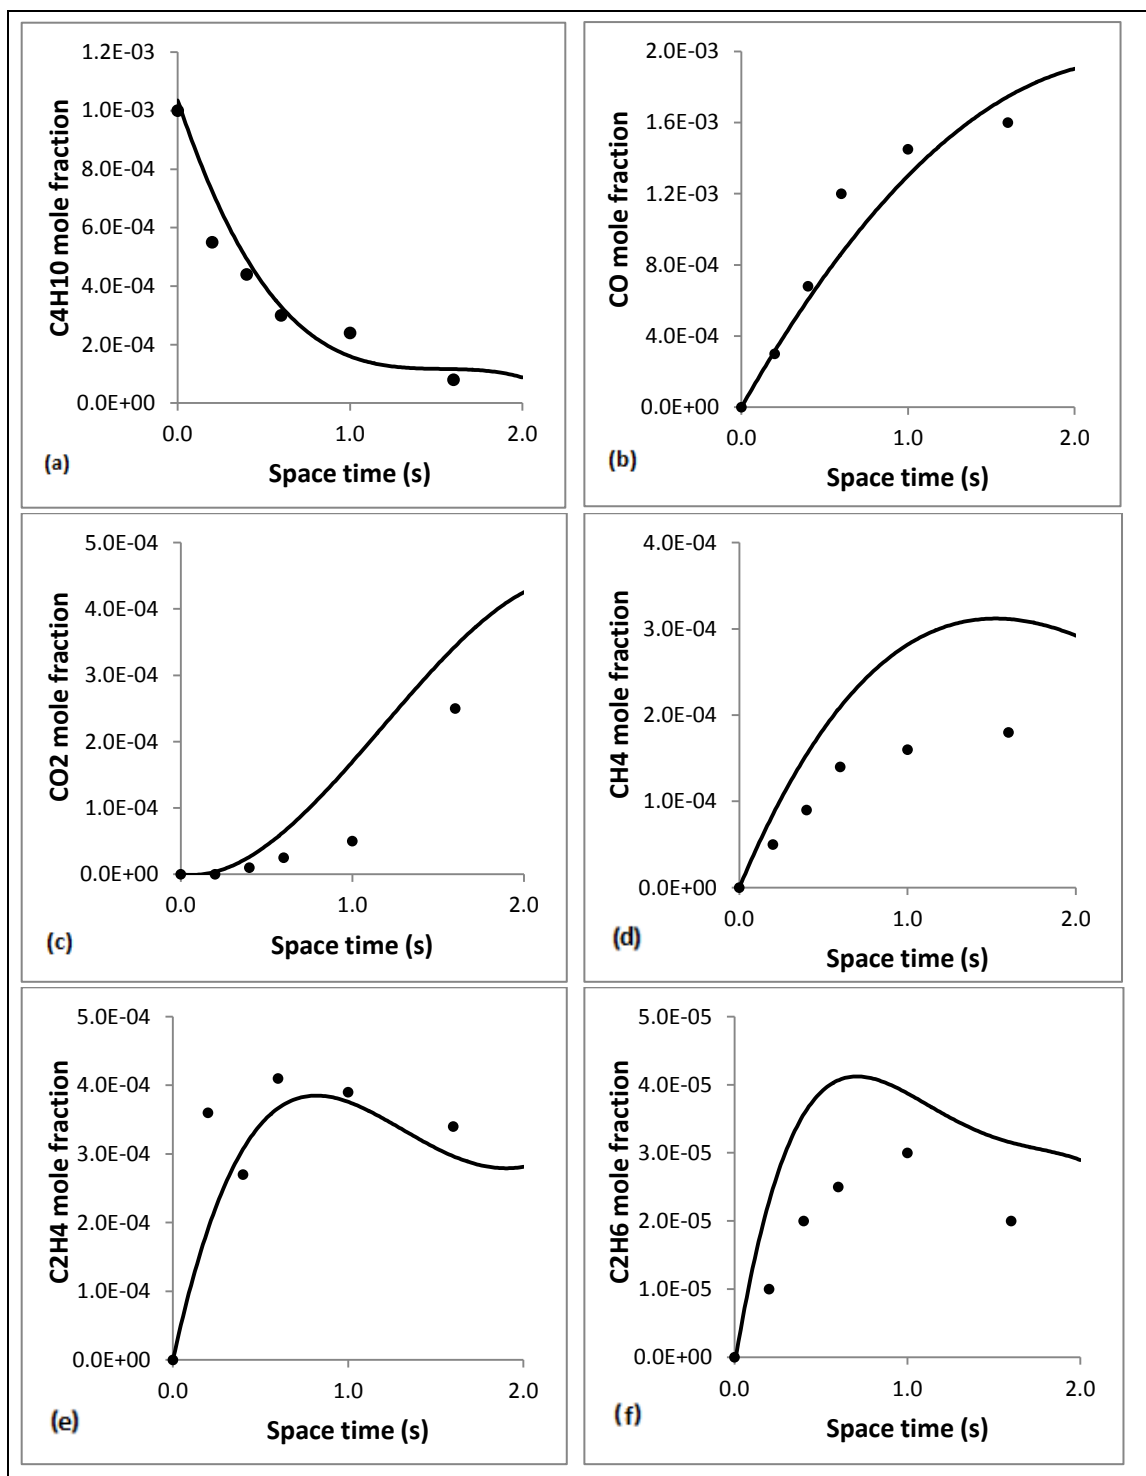 1.2E-03
1.0E-03
8.0E-04
6.0E-04
4.0E-04
2.0E-04
0.0E+00
C4H10 mole fraction
0.0 1.0 2.0
Space time (s)
(a)
2.0E-03
1.6E-03
1.2E-03
8.0E-04
4.0E-04
0.0E+00
CO mole fraction
0.0 1.0 2.0
Space time (s)
(b)
5.0E-04
4.0E-04
3.0E-04
2.0E-04
1.0E-04
0.0E+00
CO2 mole fraction
0.0 1.0 2.0
Space time (s)
(c)
4.0E-04
3.0E-04
2.0E-04
1.0E-04
0.0E+00
CH4 mole fraction
0.0 1.0 2.0
Space time (s)
(d)
5.0E-04
4.0E-04
3.0E-04
2.0E-04
1.0E-04
0.0E+00
C2H4 mole fraction
0.0 1.0 2.0
Space time (s)
(e)
5.0E-05
4.0E-05
3.0E-05
2.0E-05
1.0E-05
0.0E+00
C2H6 mole fraction
0.0 1.0 2.0
Space time (s)
(f)